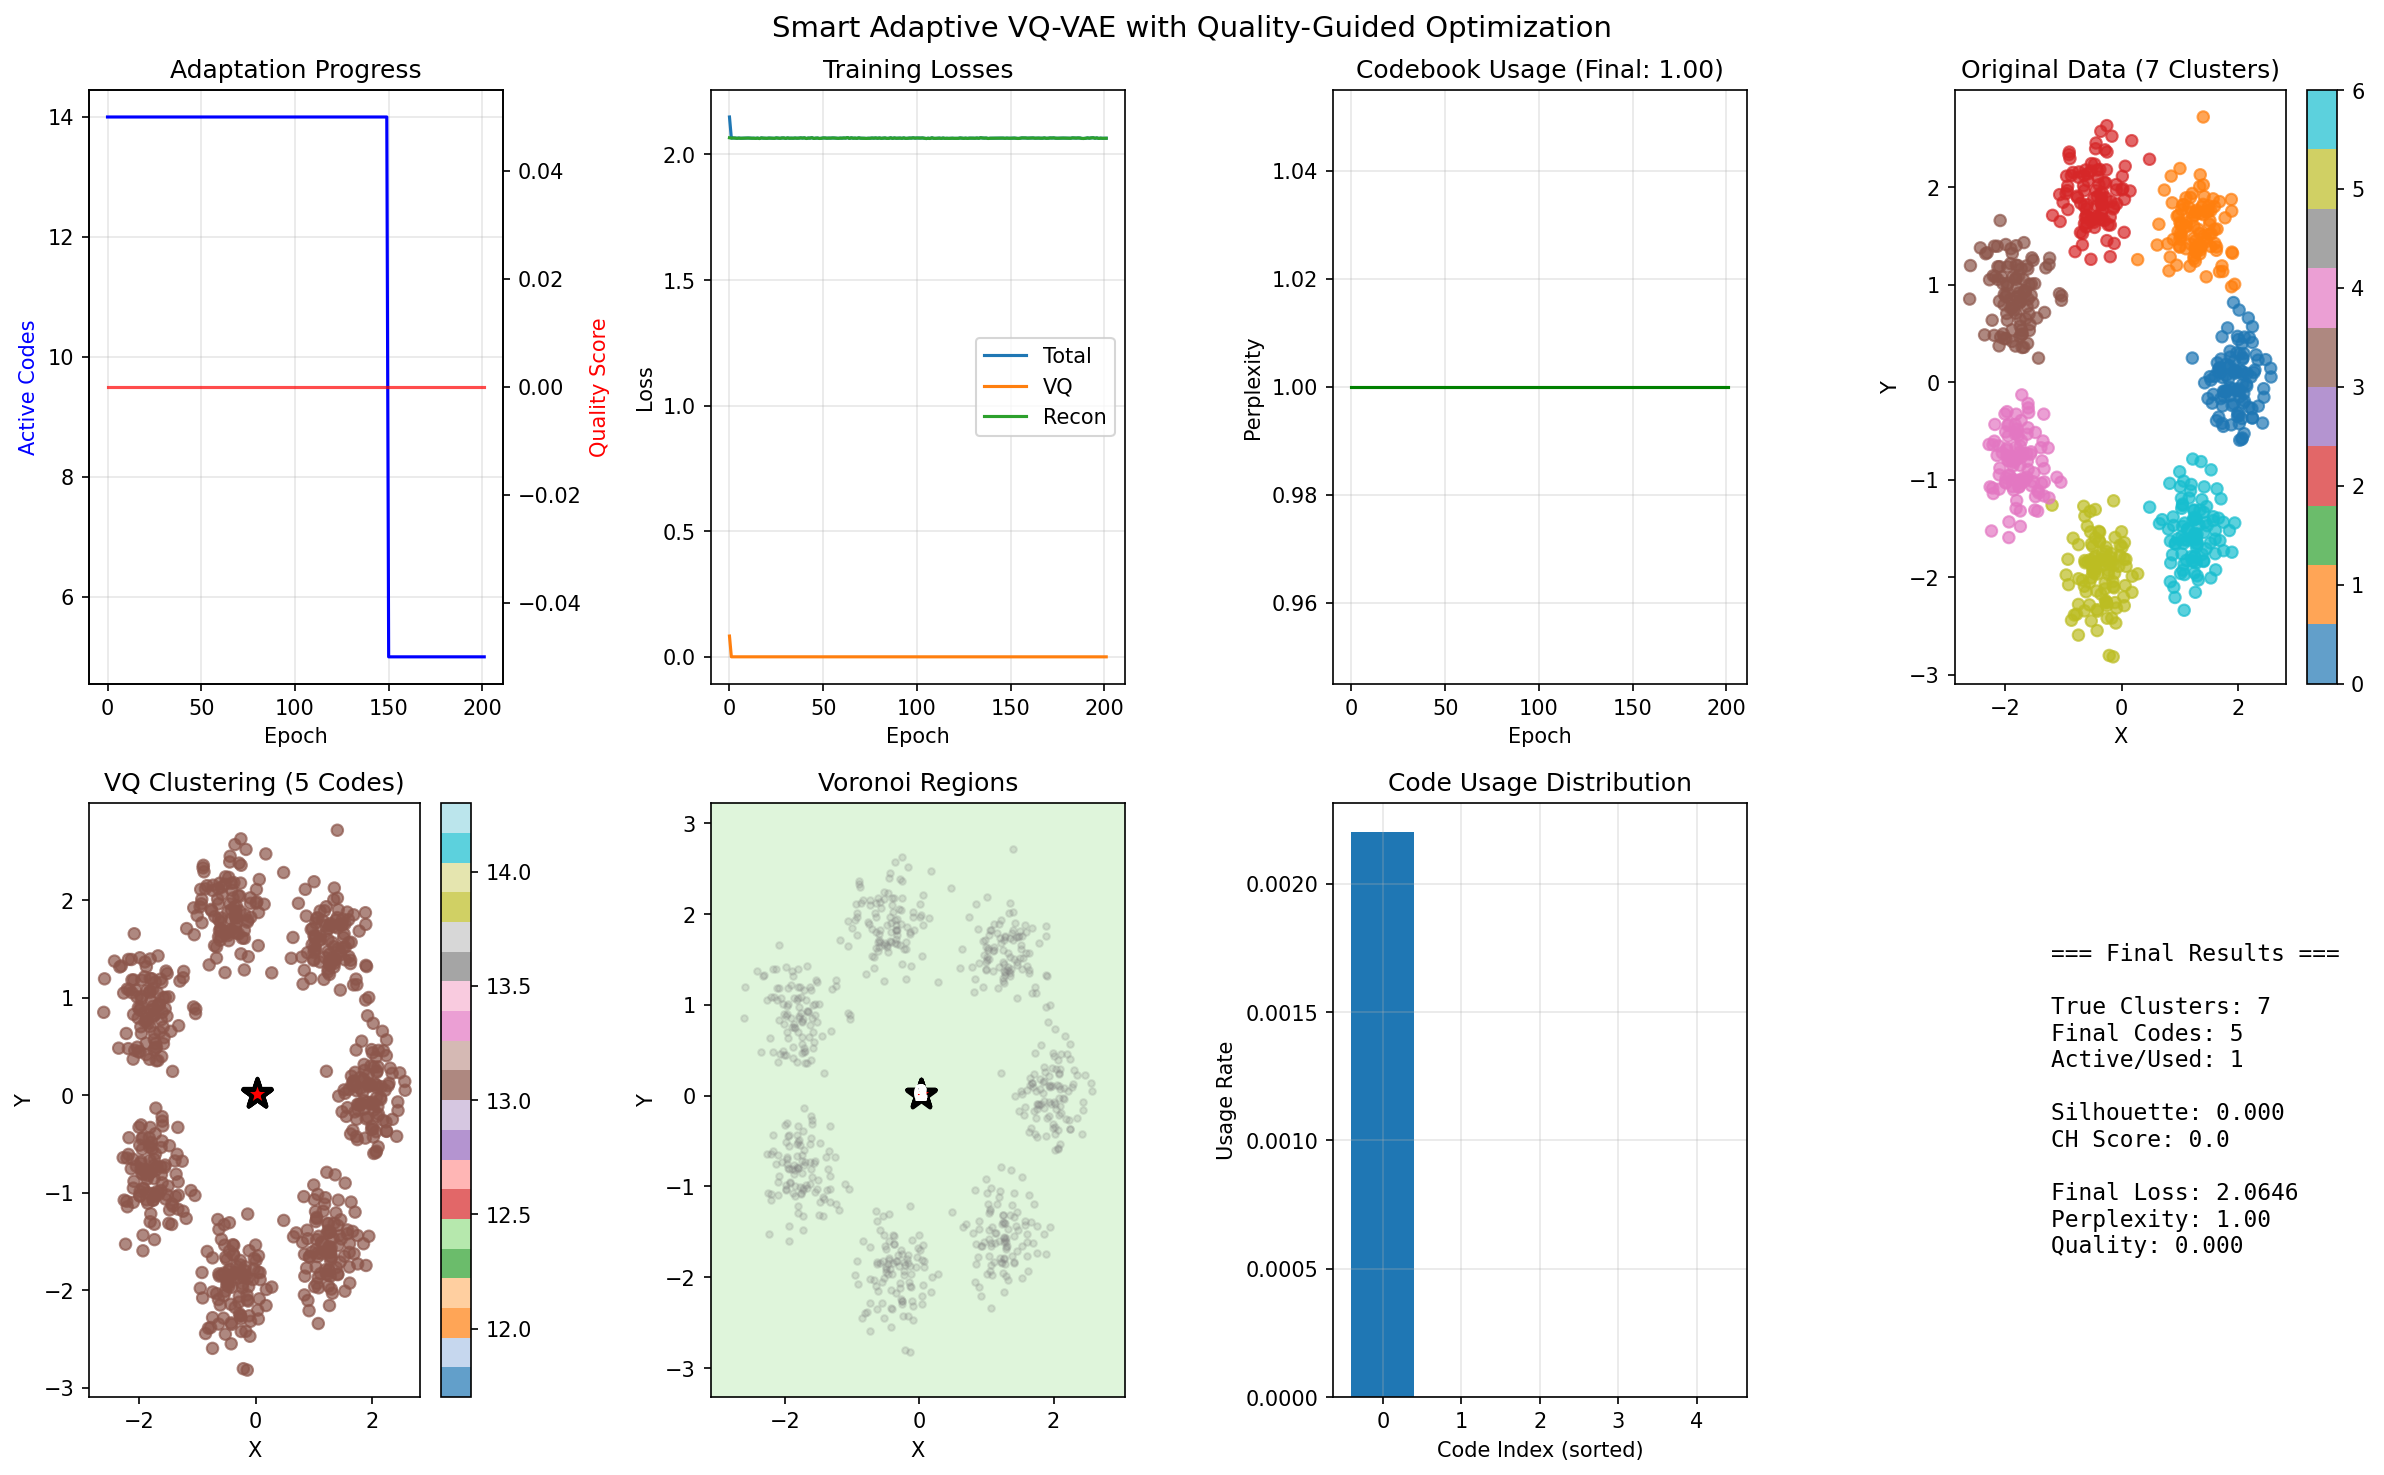 Smart Adaptive VQ-VAE with Quality-Guided Optimization
Adaptation Progress
14
12
10
8
6
0.04
0.02
0.00
−0.02
−0.04
Active Codes
Quality Score
0 50 100 150 200
Epoch
Training Losses
2.0
1.5
1.0
0.5
0.0
Loss
Total
VQ
Recon
0 50 100 150 200
Epoch
Codebook Usage (Final: 1.00)
1.04
1.02
1.00
0.98
0.96
Perplexity
0 50 100 150 200
Epoch
Original Data (7 Clusters)
2
1
0
−1
−2
−3
Y
−2 0 2
X
6
5
4
3
2
1
0
VQ Clustering (5 Codes)
2
1
0
−1
−2
−3
Y
−2 0 2
X
14.0
13.5
13.0
12.5
12.0
Voronoi Regions
3
2
1
0
−1
−2
−3
Y
−2 0 2
X
Code Usage Distribution
0.0020
0.0015
0.0010
0.0005
0.0000
Usage Rate
0 1 2 3 4
Code Index (sorted)
=== Final Results ===
True Clusters: 7
Final Codes: 5
Active/Used: 1
Silhouette: 0.000
CH Score: 0.0
Final Loss: 2.0646
Perplexity: 1.00
Quality: 0.000